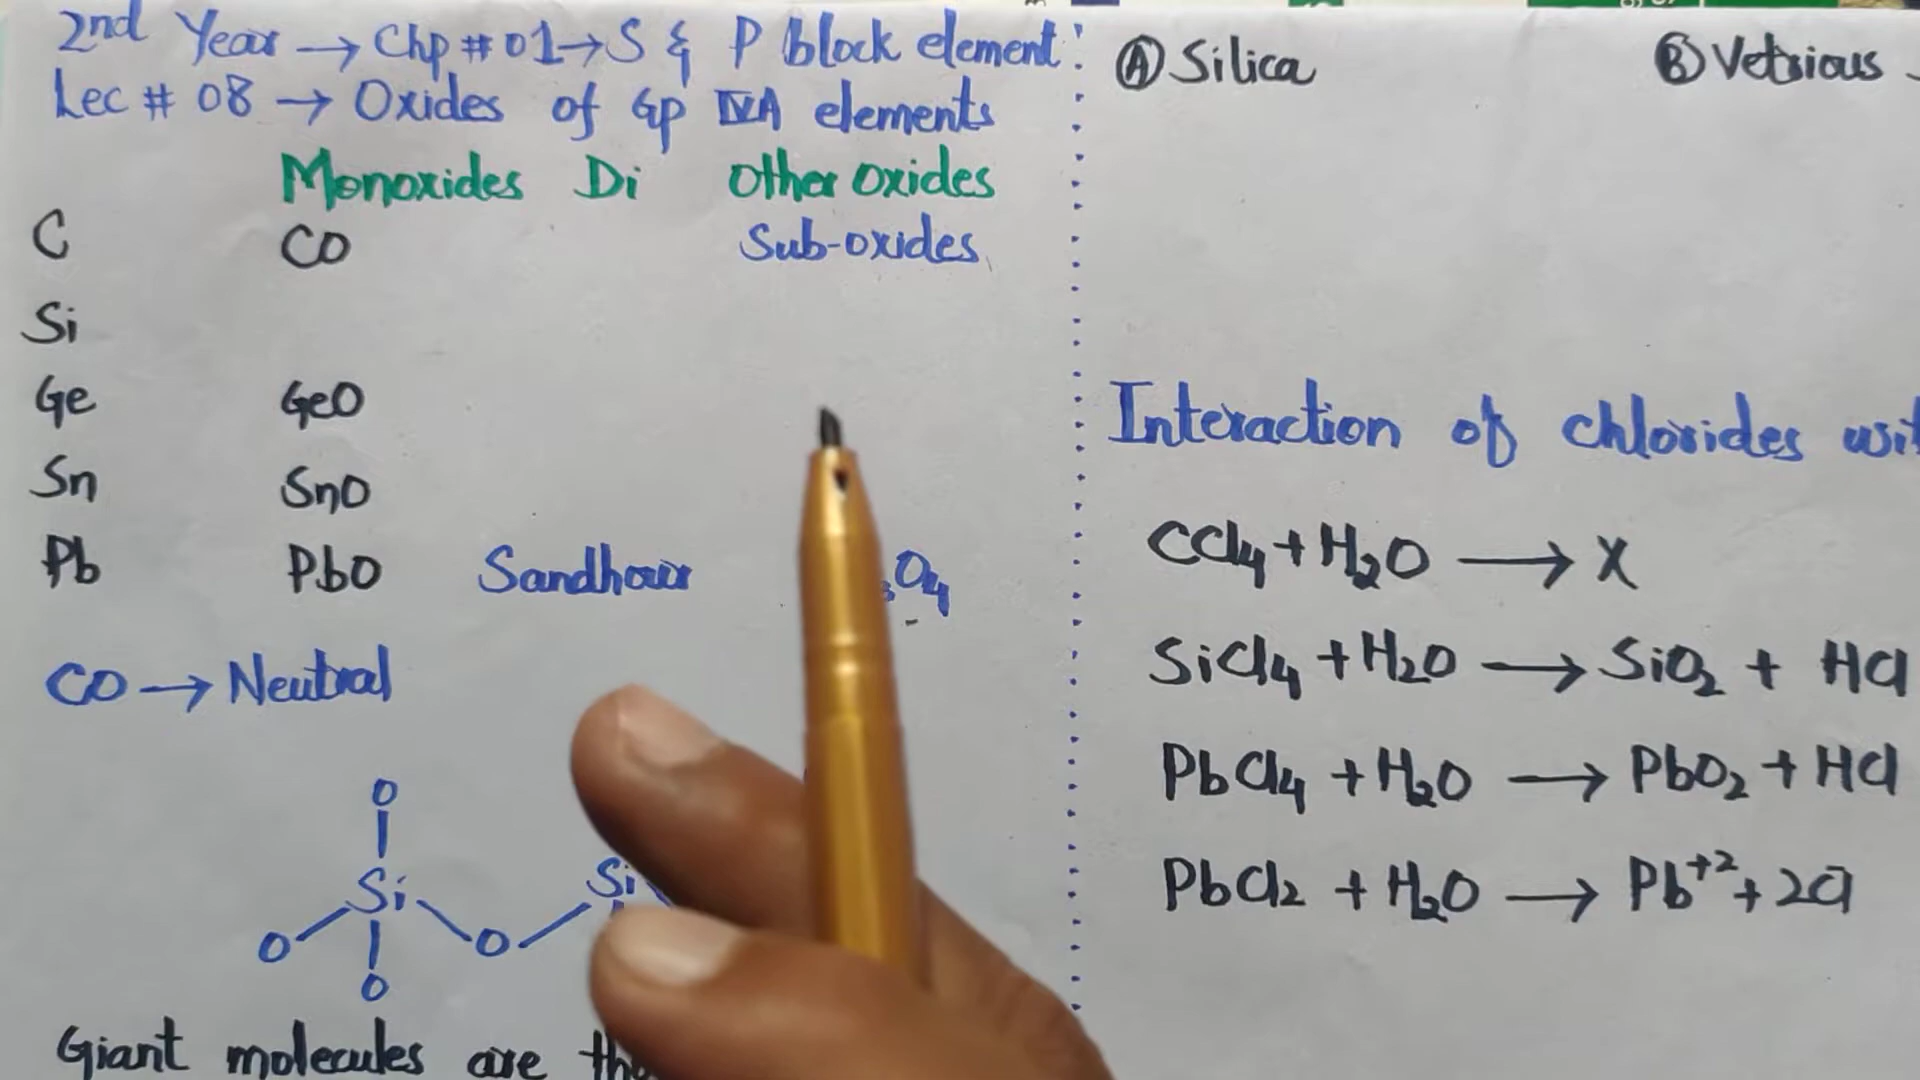 2nd Year → Chp # 01 → S & P block element:
Lec # 08 → Oxides of Gp IVA elements
Monoxides Di Other oxides
C CO Sub-oxides
Si
Ge GeO
Sn SnO
Pb PbO Sandhair ₃O₄
CO → Neutral
O
Si Si
O O
O
Giant molecules are
Ⓐ Silica Ⓑ Vetrious
Interaction of chlorides
CCl₄ + H₂O → X
SiCl₄ + H₂O → SiO₂ + HCl
PbCl₄ + H₂O → PbO₂ + HCl
PbCl₂ + H₂O → Pb⁺² + 2Cl